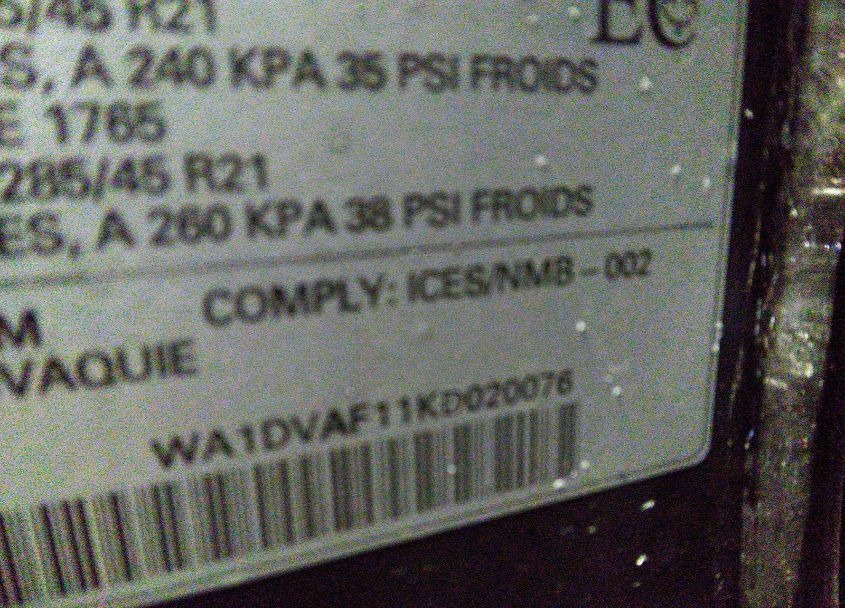 5/45 R21
EC
S, A 240 KPA 35 PSI FROIDS
E 1765
285/45 R21
ES, A 260 KPA 38 PSI FROIDS
M
COMPLY: ICES/NMB – 002
VAQUIE
WA1DVAF11KD020076